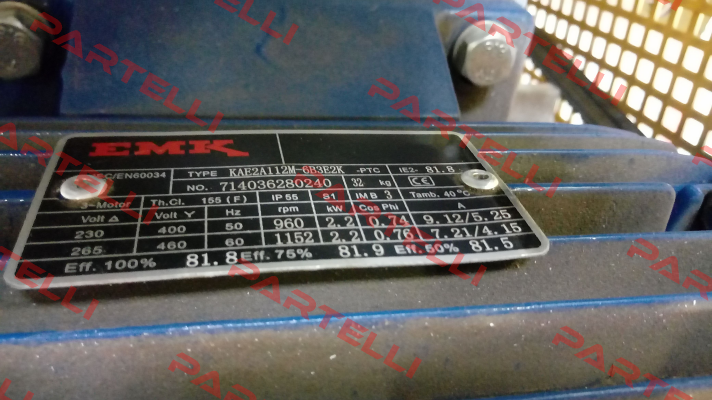 EMK
IEC/EN60034 TYPE KAE2A112M-6B3E2K -PTC IE2- 81.8
NO. 714036280240 32 kg
3-Motor Th.Cl. 155 (F) IP 55 S1 IM B 3 Tamb. 40°C
Volt Δ Volt Y Hz rpm kW Cos Phi A
230 400 50 960 2.2 0.74 9.12/5.25
265 460 60 1152 2.2 0.76 7.21/4.15
Eff. 100% 81.8 Eff. 75% 81.9 Eff. 50% 81.5
PARTELLI
PARTELLI
PARTELLI
PARTELLI
PARTELLI
PARTELLI